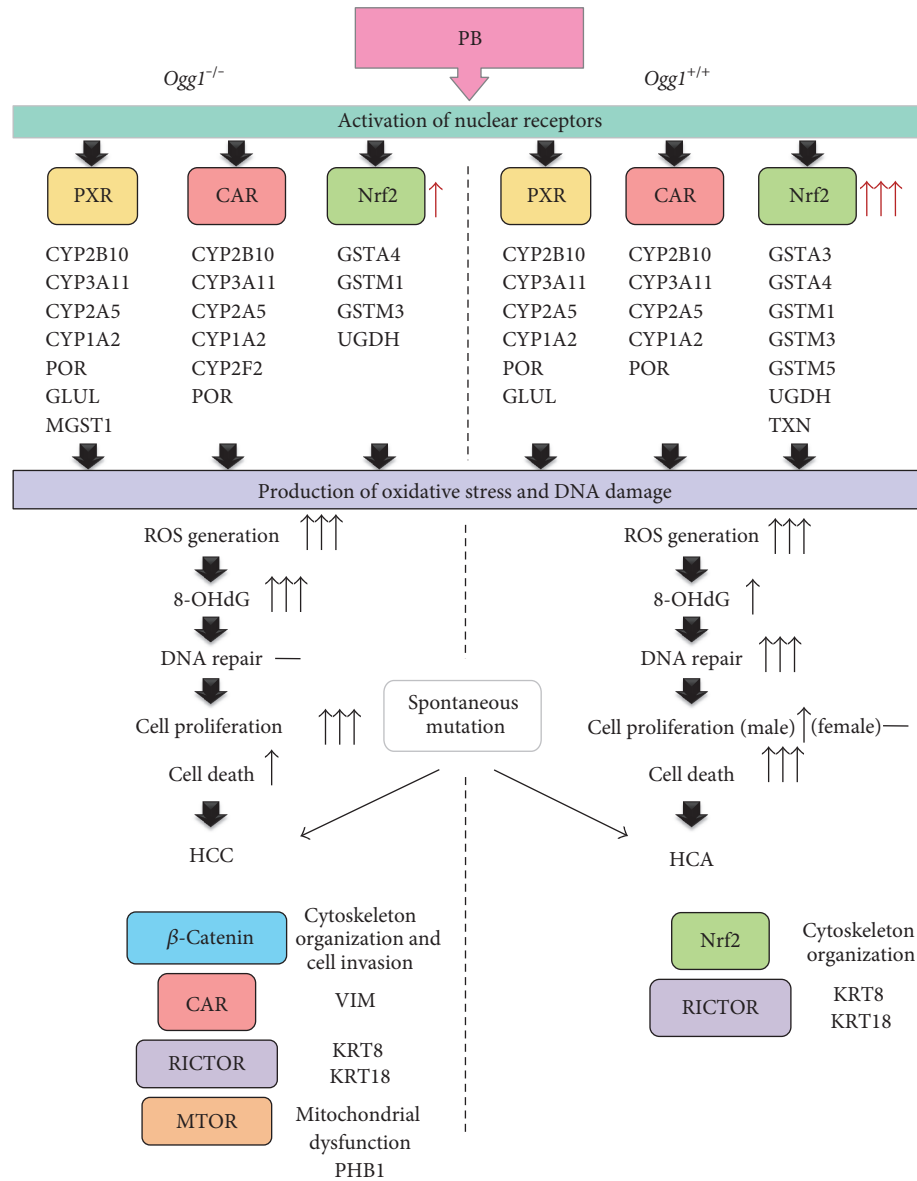 PB
Ogg1−/−
Ogg1+/+
Activation of nuclear receptors
PXR
CAR
Nrf2
PXR
CAR
Nrf2
CYP2B10
CYP3A11
CYP2A5
CYP1A2
POR
GLUL
MGST1
CYP2B10
CYP3A11
CYP2A5
CYP1A2
CYP2F2
POR
GSTA4
GSTM1
GSTM3
UGDH
CYP2B10
CYP3A11
CYP2A5
CYP1A2
POR
GLUL
CYP2B10
CYP3A11
CYP2A5
CYP1A2
POR
GSTA3
GSTA4
GSTM1
GSTM3
GSTM5
UGDH
TXN
Production of oxidative stress and DNA damage
ROS generation
8-OHdG
DNA repair —
Cell proliferation
Cell death
HCC
Spontaneous
mutation
ROS generation
8-OHdG
DNA repair
Cell proliferation (male) (female) —
Cell death
HCA
β-Catenin
Cytoskeleton
organization and
cell invasion
CAR
VIM
RICTOR
KRT8
KRT18
MTOR
Mitochondrial
dysfunction
PHB1
Nrf2
Cytoskeleton
organization
RICTOR
KRT8
KRT18